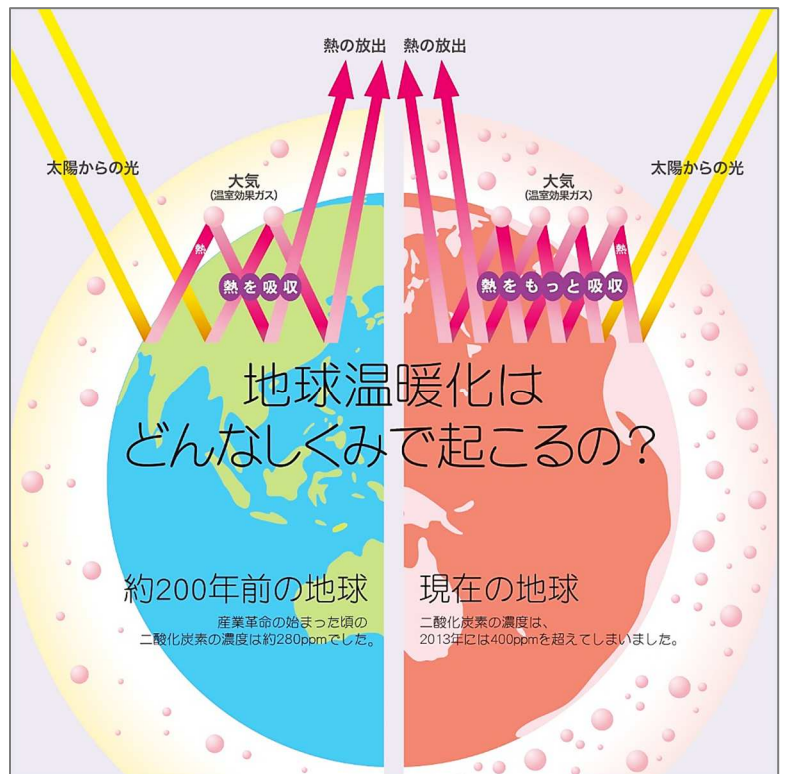 熱の放出
熱の放出
太陽からの光
大気
(温室効果ガス)
熱
熱を吸収
太陽からの光
大気
(温室効果ガス)
熱
熱をもっと吸収
地球温暖化は
どんなしくみで起こるの?
約200年前の地球
産業革命の始まった頃の
二酸化炭素の濃度は約280ppmでした。
現在の地球
二酸化炭素の濃度は、
2013年には400ppmを超えてしまいました。